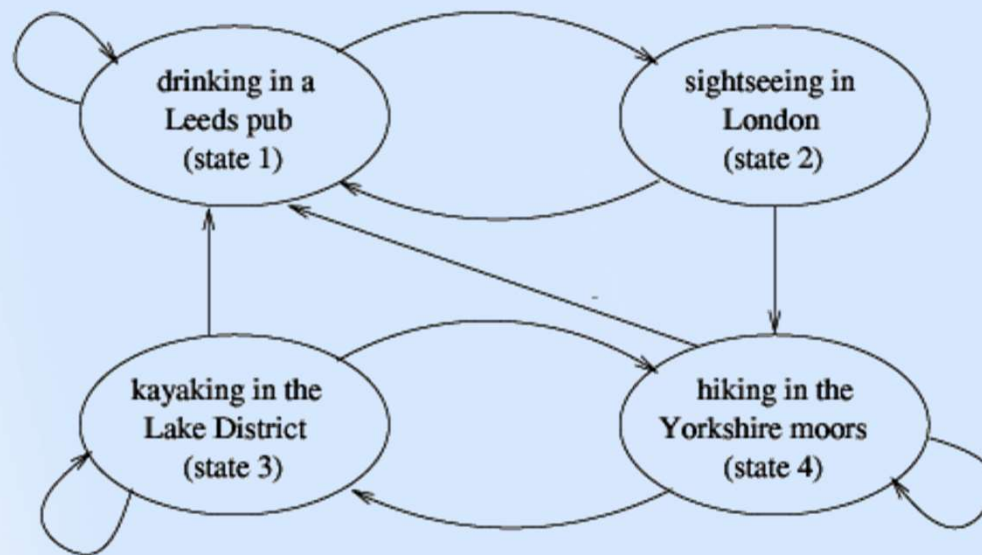 drinking in a
Leeds pub
(state 1)
sightseeing in
London
(state 2)
kayaking in the
Lake District
(state 3)
hiking in the
Yorkshire moors
(state 4)